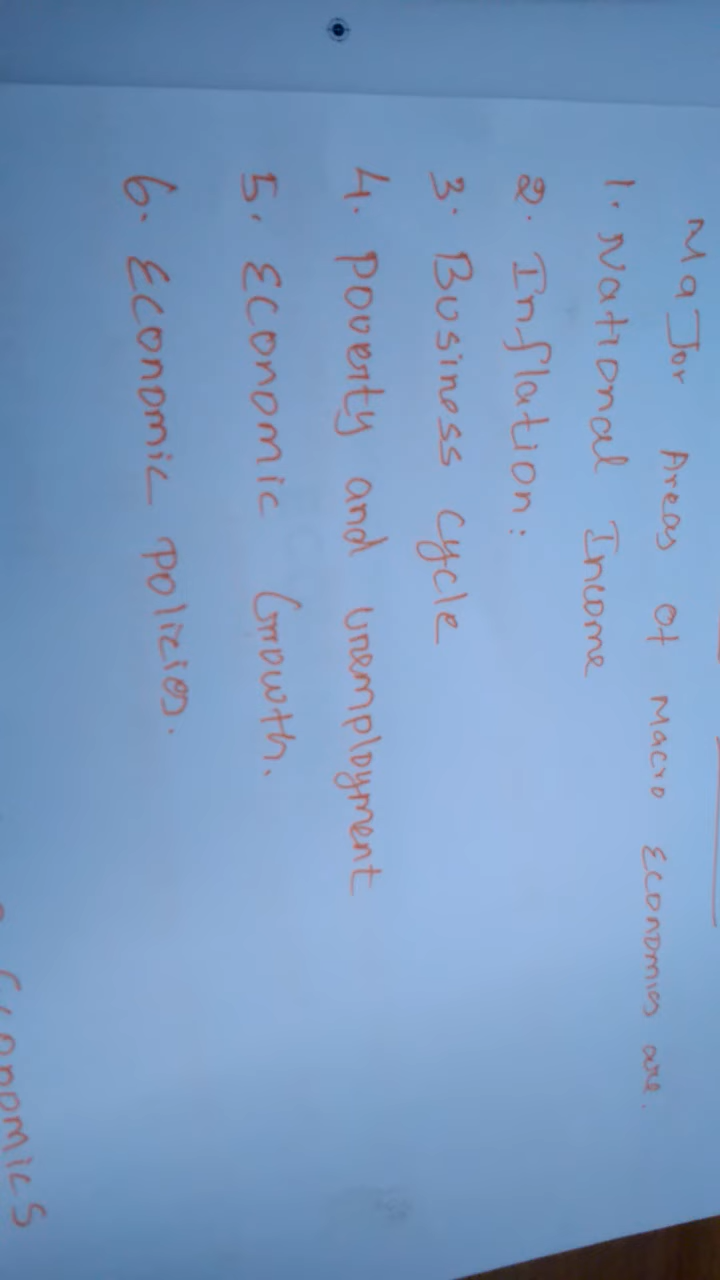 Major Areas of Macro Economics are.
1. National Income
2. Inflation:
3. Business cycle
4. Poverty and unemployment
5. Economic Growth.
6. Economic policies.
Economics